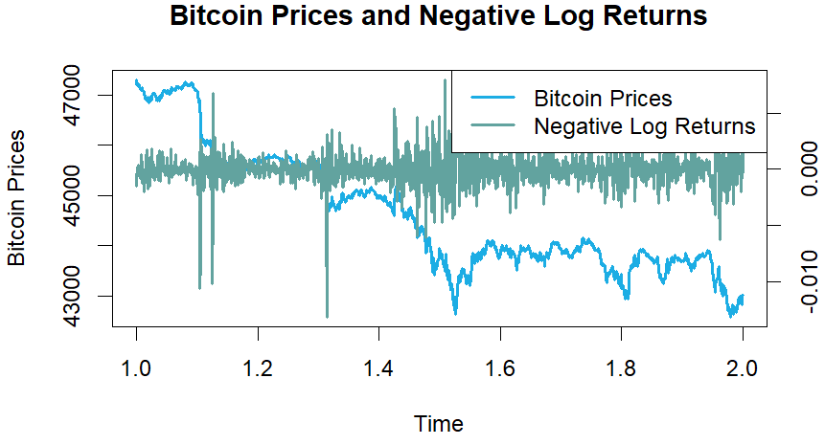 Bitcoin Prices and Negative Log Returns
Bitcoin Prices
47000
45000
43000
Bitcoin Prices
Negative Log Returns
0.000
-0.010
1.0 1.2 1.4 1.6 1.8 2.0
Time